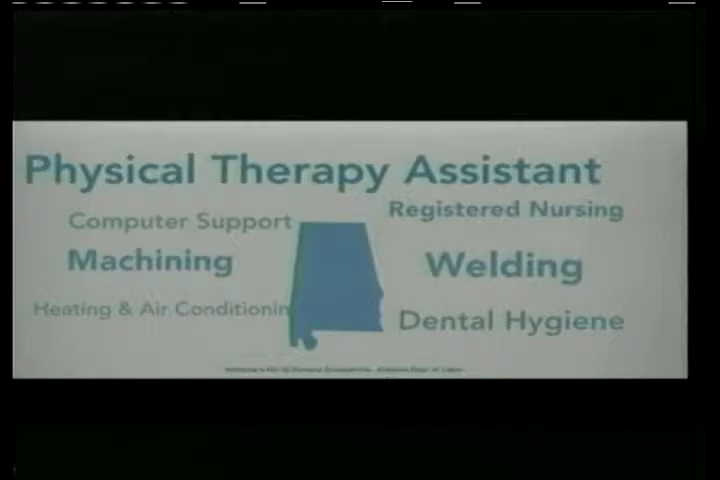 Physical Therapy Assistant
Computer Support
Registered Nursing
Machining
Welding
Heating & Air Conditionin
Dental Hygiene